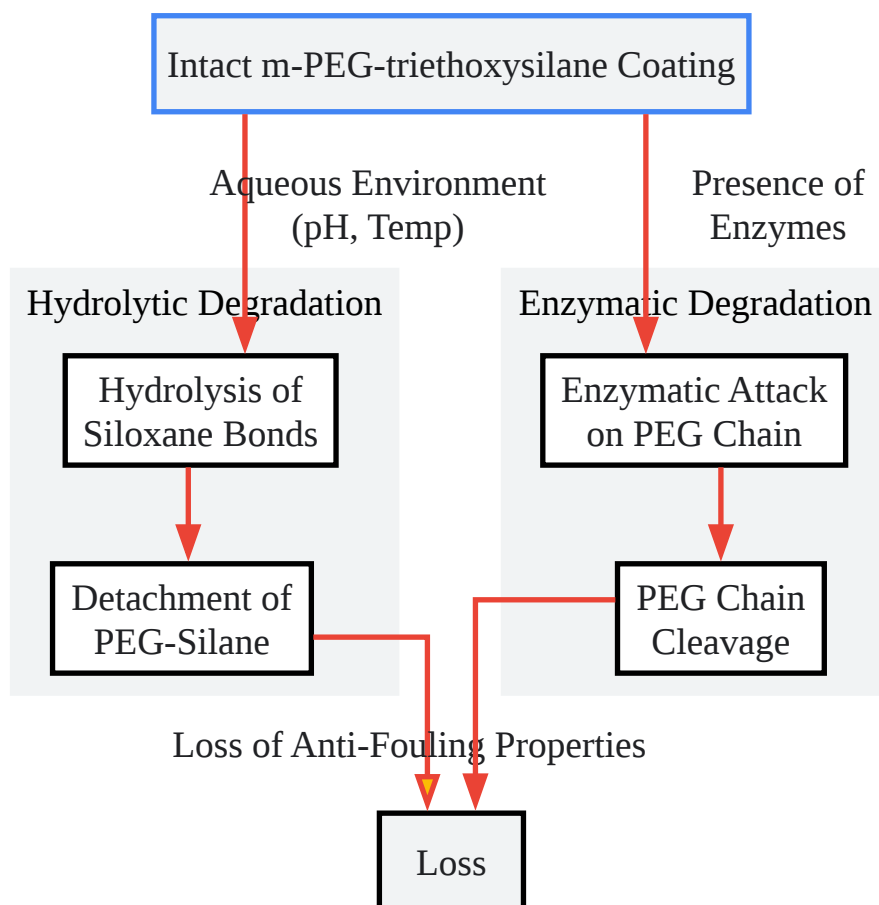 Intact m-PEG-triethoxysilane Coating
Aqueous Environment
(pH, Temp)
Presence of
Enzymes
Hydrolytic Degradation
Enzymatic Degradation
Hydrolysis of
Siloxane Bonds
Enzymatic Attack
on PEG Chain
Detachment of
PEG-Silane
PEG Chain
Cleavage
Loss of Anti-Fouling Properties
Loss